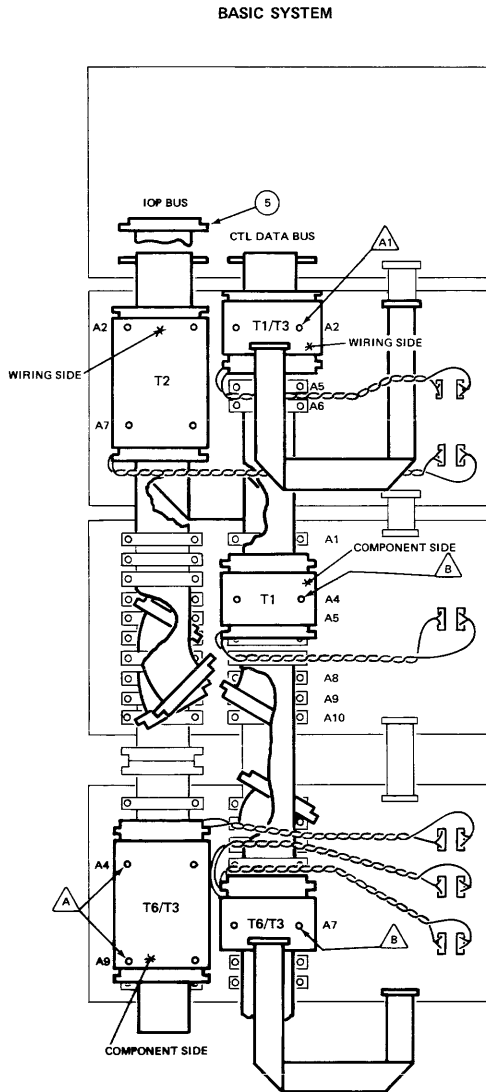 BASIC SYSTEM
IOP BUS
5
CTL DATA BUS
A1
A2
T1/T3
A2
WIRING SIDE
WIRING SIDE
T2
A5
A6
A7
A1
COMPONENT SIDE
B
T1
A4
A5
A8
A9
A10
A4
A
T6/T3
T6/T3
A7
B
A9
COMPONENT SIDE